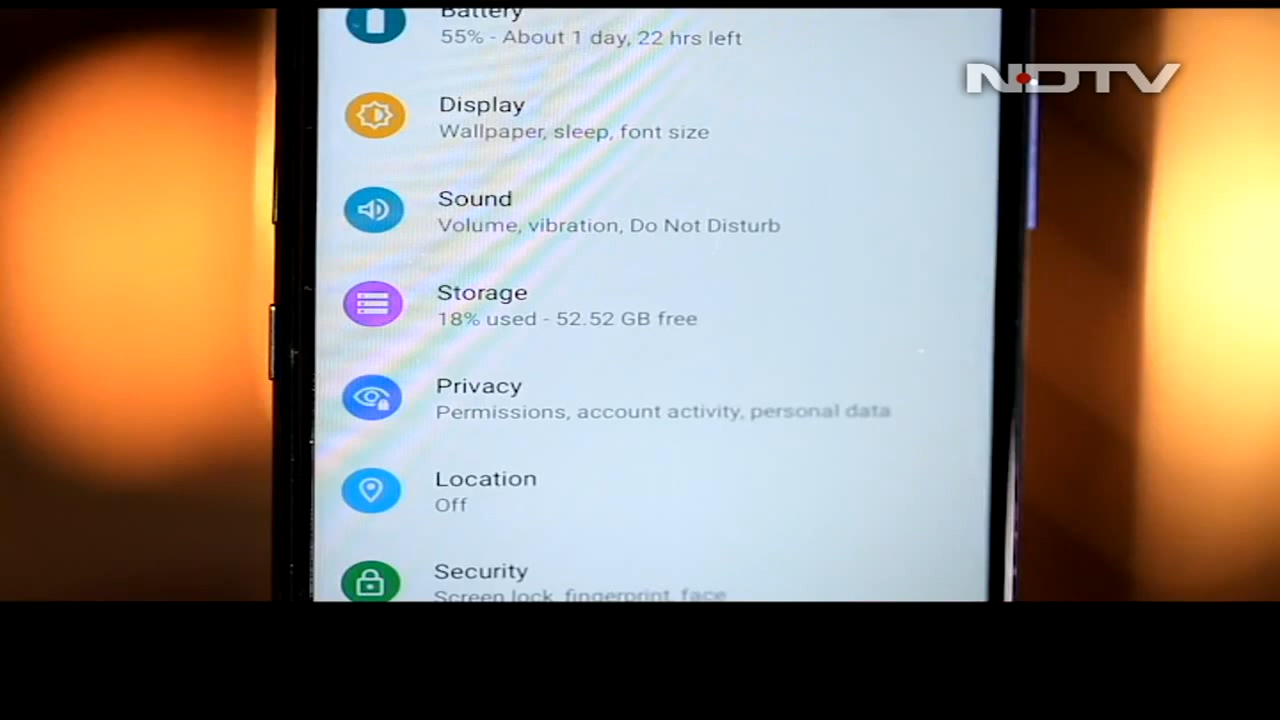 Battery
55% - About 1 day, 22 hrs left
NDTV
Display
Wallpaper, sleep, font size
Sound
Volume, vibration, Do Not Disturb
Storage
18% used - 52.52 GB free
Privacy
Permissions, account activity, personal data
Location
Off
Security
Screen lock, fingerprint, face